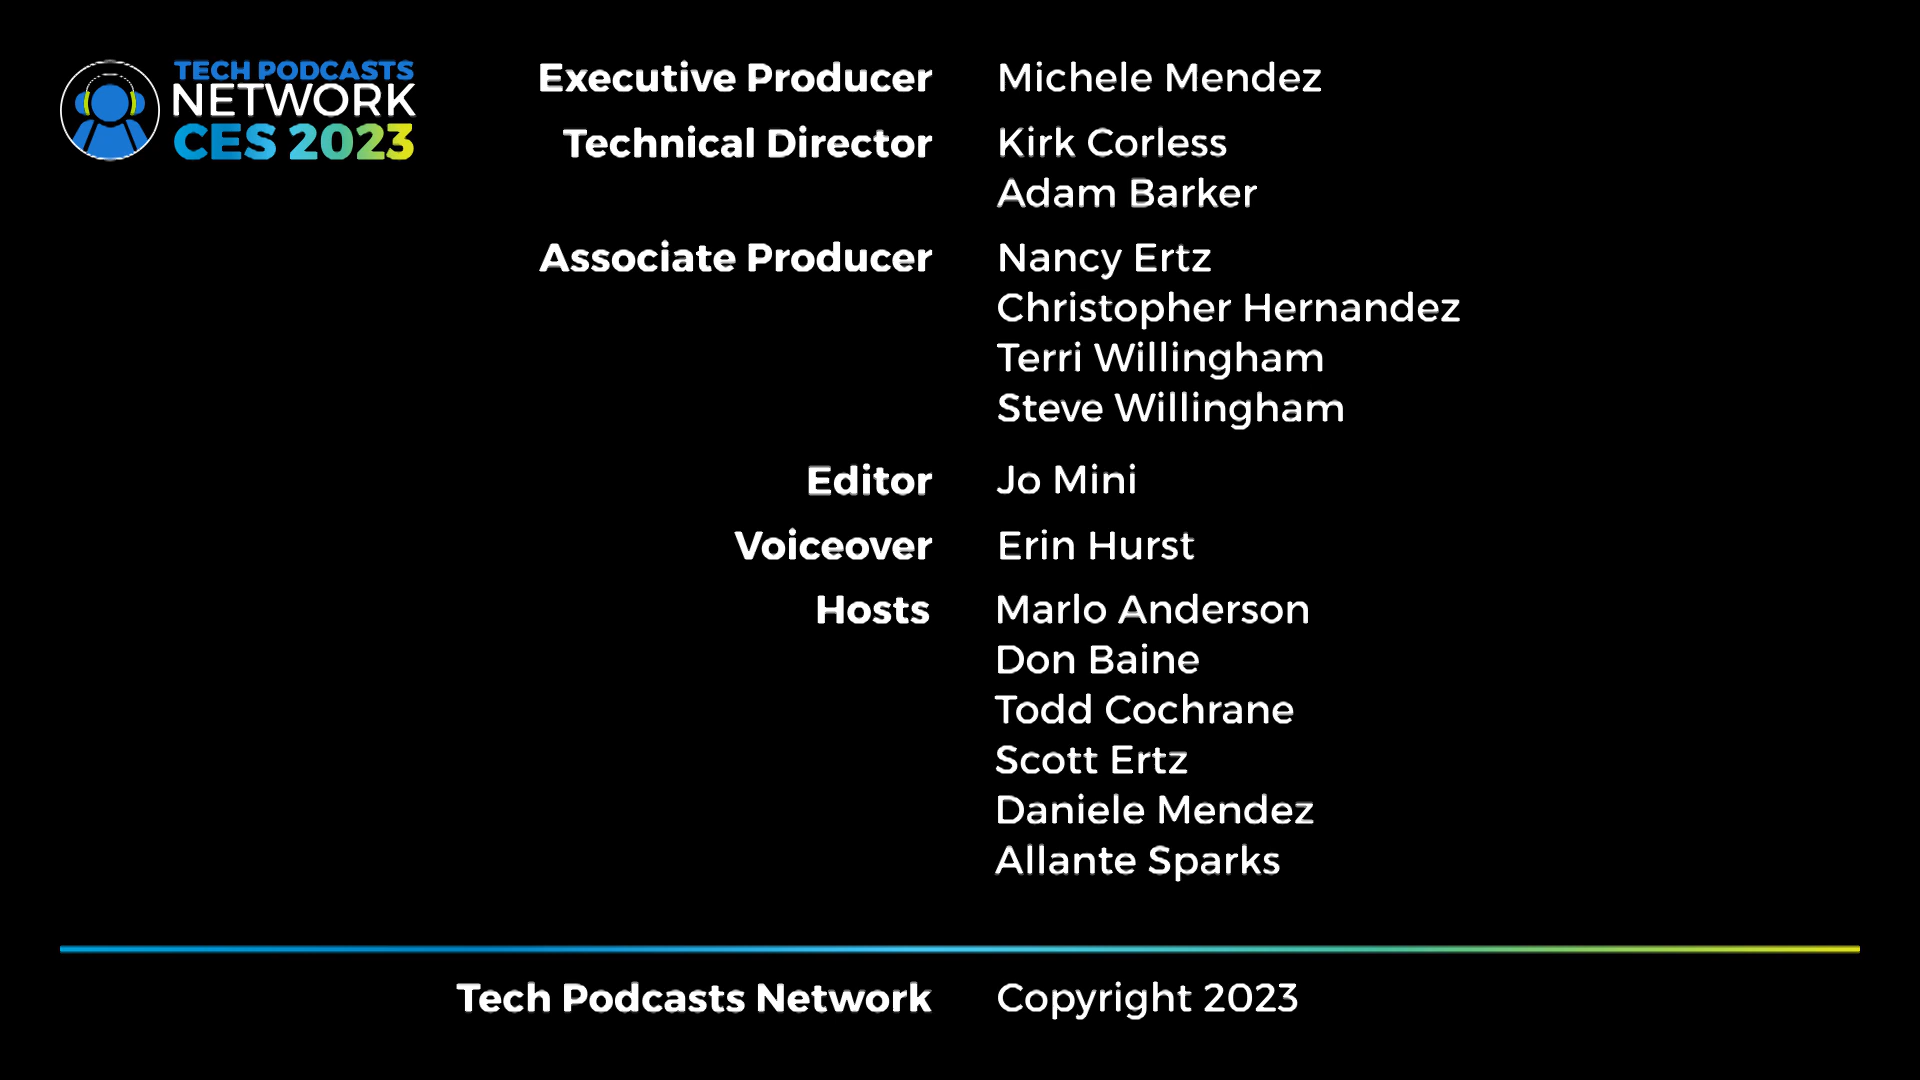 TECH PODCASTS
NETWORK
CES 2023
Executive Producer Michele Mendez
Technical Director Kirk Corless
Adam Barker
Associate Producer Nancy Ertz
Christopher Hernandez
Terri Willingham
Steve Willingham
Editor Jo Mini
Voiceover Erin Hurst
Hosts Marlo Anderson
Don Baine
Todd Cochrane
Scott Ertz
Daniele Mendez
Allante Sparks
Tech Podcasts Network Copyright 2023